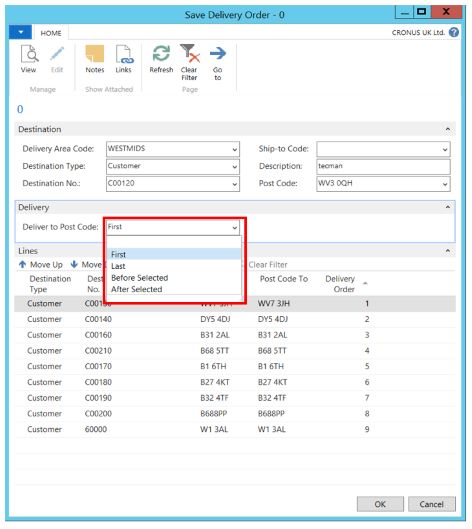 Save Delivery Order - 0
HOME
CRONUS UK Ltd.
View Edit Notes Links Refresh Clear Filter Go to
Manage Show Attached Page
0
Destination
Delivery Area Code: WESTMIDS Ship-to Code:
Destination Type: Customer Description: tecman
Destination No.: C00120 Post Code: WV3 0QH
Delivery
Deliver to Post Code: First
First
Last
Before Selected
After Selected
Lines
Move Up Move Clear Filter
Destination Type Dest No. Post Code To Delivery Order
Customer WV7 3JH 1
Customer C00140 DY5 4DJ DY5 4DJ 2
Customer C00160 B31 2AL B31 2AL 3
Customer C00210 B68 5TT B68 5TT 4
Customer C00170 B1 6TH B1 6TH 5
Customer C00180 B27 4KT B27 4KT 6
Customer C00190 B32 4TF B32 4TF 7
Customer C00200 B688PP B688PP 8
Customer 60000 W1 3AL W1 3AL 9
OK Cancel